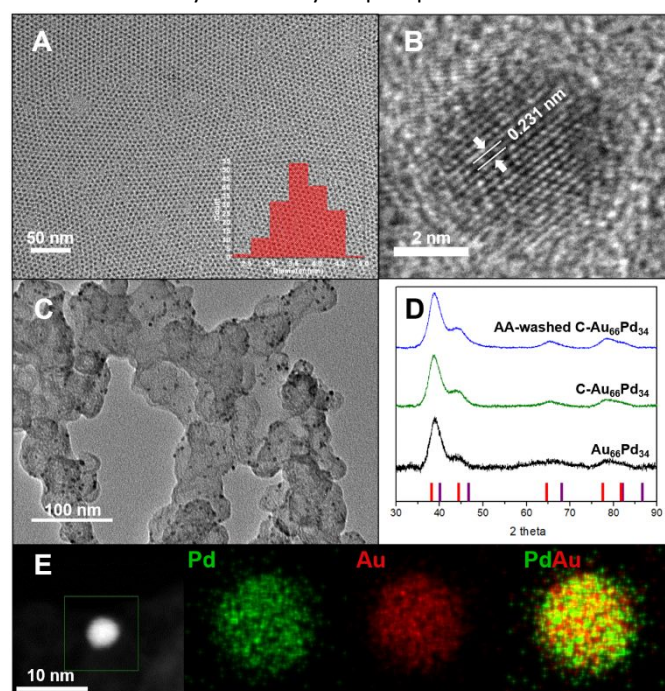 A
50 nm
B
0.231 nm
2 nm
C
100 nm
D
AA-washed C-Au₆₆Pd₃₄
C-Au₆₆Pd₃₄
Au₆₆Pd₃₄
30 40 50 60 70 80 90
2 theta
E
Pd
Au
PdAu
10 nm